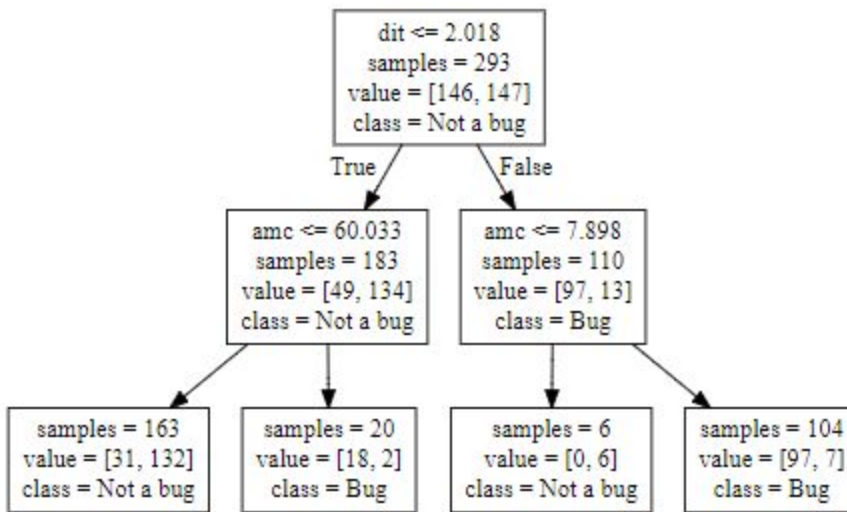 dit <= 2.018
samples = 293
value = [146, 147]
class = Not a bug
True
False
amc <= 60.033
samples = 183
value = [49, 134]
class = Not a bug
amc <= 7.898
samples = 110
value = [97, 13]
class = Bug
samples = 163
value = [31, 132]
class = Not a bug
samples = 20
value = [18, 2]
class = Bug
samples = 6
value = [0, 6]
class = Not a bug
samples = 104
value = [97, 7]
class = Bug